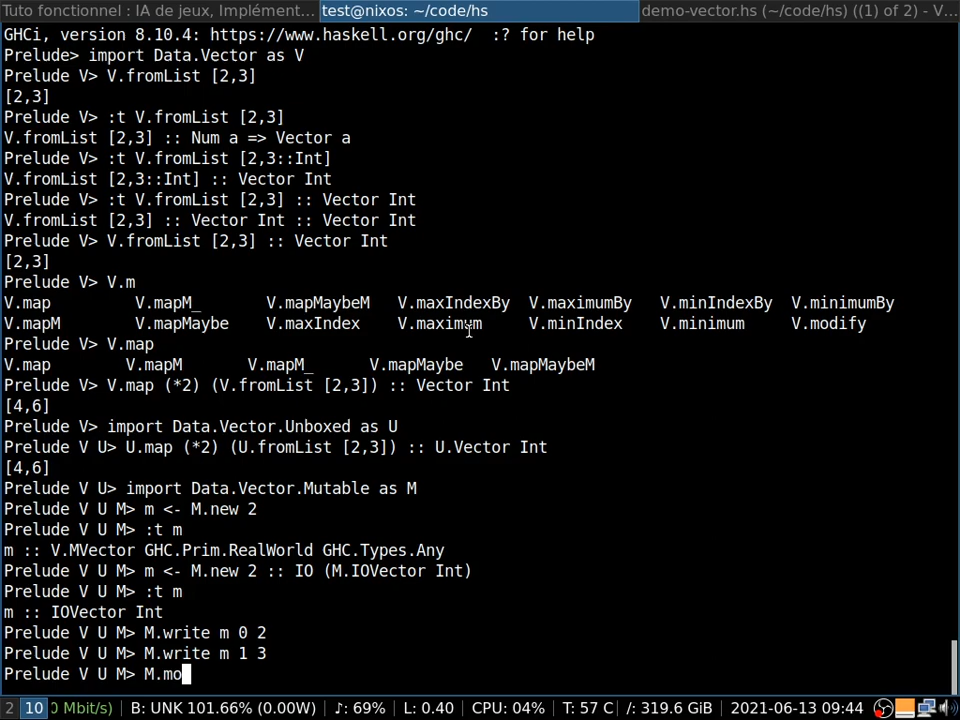 Tuto fonctionnel : IA de jeux, Implément... test@nixos: ~/code/hs demo-vector.hs (~/code/hs) ((1) of 2) - V...
GHCi, version 8.10.4: https://www.haskell.org/ghc/  :? for help
Prelude> import Data.Vector as V
Prelude V> V.fromList [2,3]
[2,3]
Prelude V> :t V.fromList [2,3]
V.fromList [2,3] :: Num a => Vector a
Prelude V> :t V.fromList [2,3::Int]
V.fromList [2,3::Int] :: Vector Int
Prelude V> :t V.fromList [2,3] :: Vector Int
V.fromList [2,3] :: Vector Int :: Vector Int
Prelude V> V.fromList [2,3] :: Vector Int
[2,3]
Prelude V> V.m
V.map         V.mapM_       V.mapMaybeM   V.maxIndexBy  V.maximumBy   V.minIndexBy  V.minimumBy
V.mapM        V.mapMaybe    V.maxIndex    V.maximum     V.minIndex    V.minimum     V.modify
Prelude V> V.map
V.map        V.mapM       V.mapM_      V.mapMaybe   V.mapMaybeM
Prelude V> V.map (*2) (V.fromList [2,3]) :: Vector Int
[4,6]
Prelude V> import Data.Vector.Unboxed as U
Prelude V U> U.map (*2) (U.fromList [2,3]) :: U.Vector Int
[4,6]
Prelude V U> import Data.Vector.Mutable as M
Prelude V U M> m <- M.new 2
Prelude V U M> :t m
m :: V.MVector GHC.Prim.RealWorld GHC.Types.Any
Prelude V U M> m <- M.new 2 :: IO (M.IOVector Int)
Prelude V U M> :t m
m :: IOVector Int
Prelude V U M> M.write m 0 2
Prelude V U M> M.write m 1 3
Prelude V U M> M.mo
2 10 0 Mbit/s) | B: UNK 101.66% (0.00W) | ♪: 69% | L: 0.40 | CPU: 04% | T: 57 C | /: 319.6 GiB | 2021-06-13 09:44